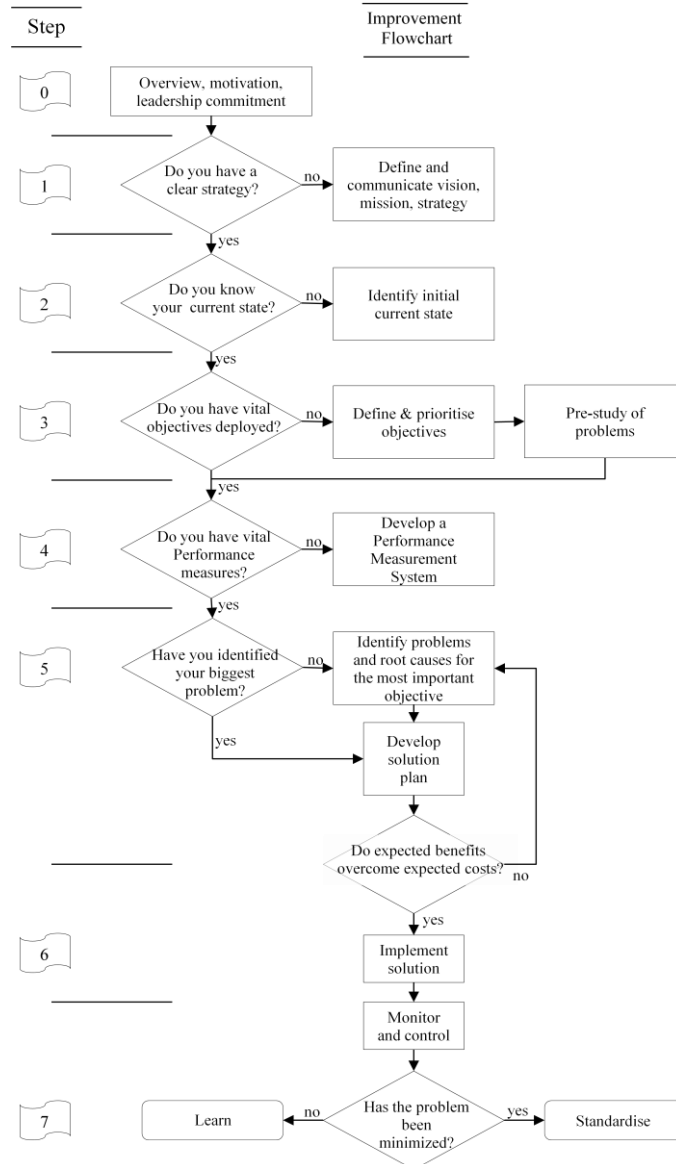 Step
Improvement
Flowchart
0
Overview, motivation,
leadership commitment
1
Do you have a
clear strategy?
no
Define and
communicate vision,
mission, strategy
yes
2
Do you know
your current state?
no
Identify initial
current state
yes
3
Do you have vital
objectives deployed?
no
Define & prioritise
objectives
Pre-study of
problems
yes
4
Do you have vital
Performance
measures?
no
Develop a
Performance
Measurement
System
yes
5
Have you identified
your biggest
problem?
no
Identify problems
and root causes for
the most important
objective
yes
Develop
solution
plan
Do expected benefits
overcome expected costs?
no
yes
6
Implement
solution
Monitor
and control
7
Learn
no
Has the problem
been
minimized?
yes
Standardise